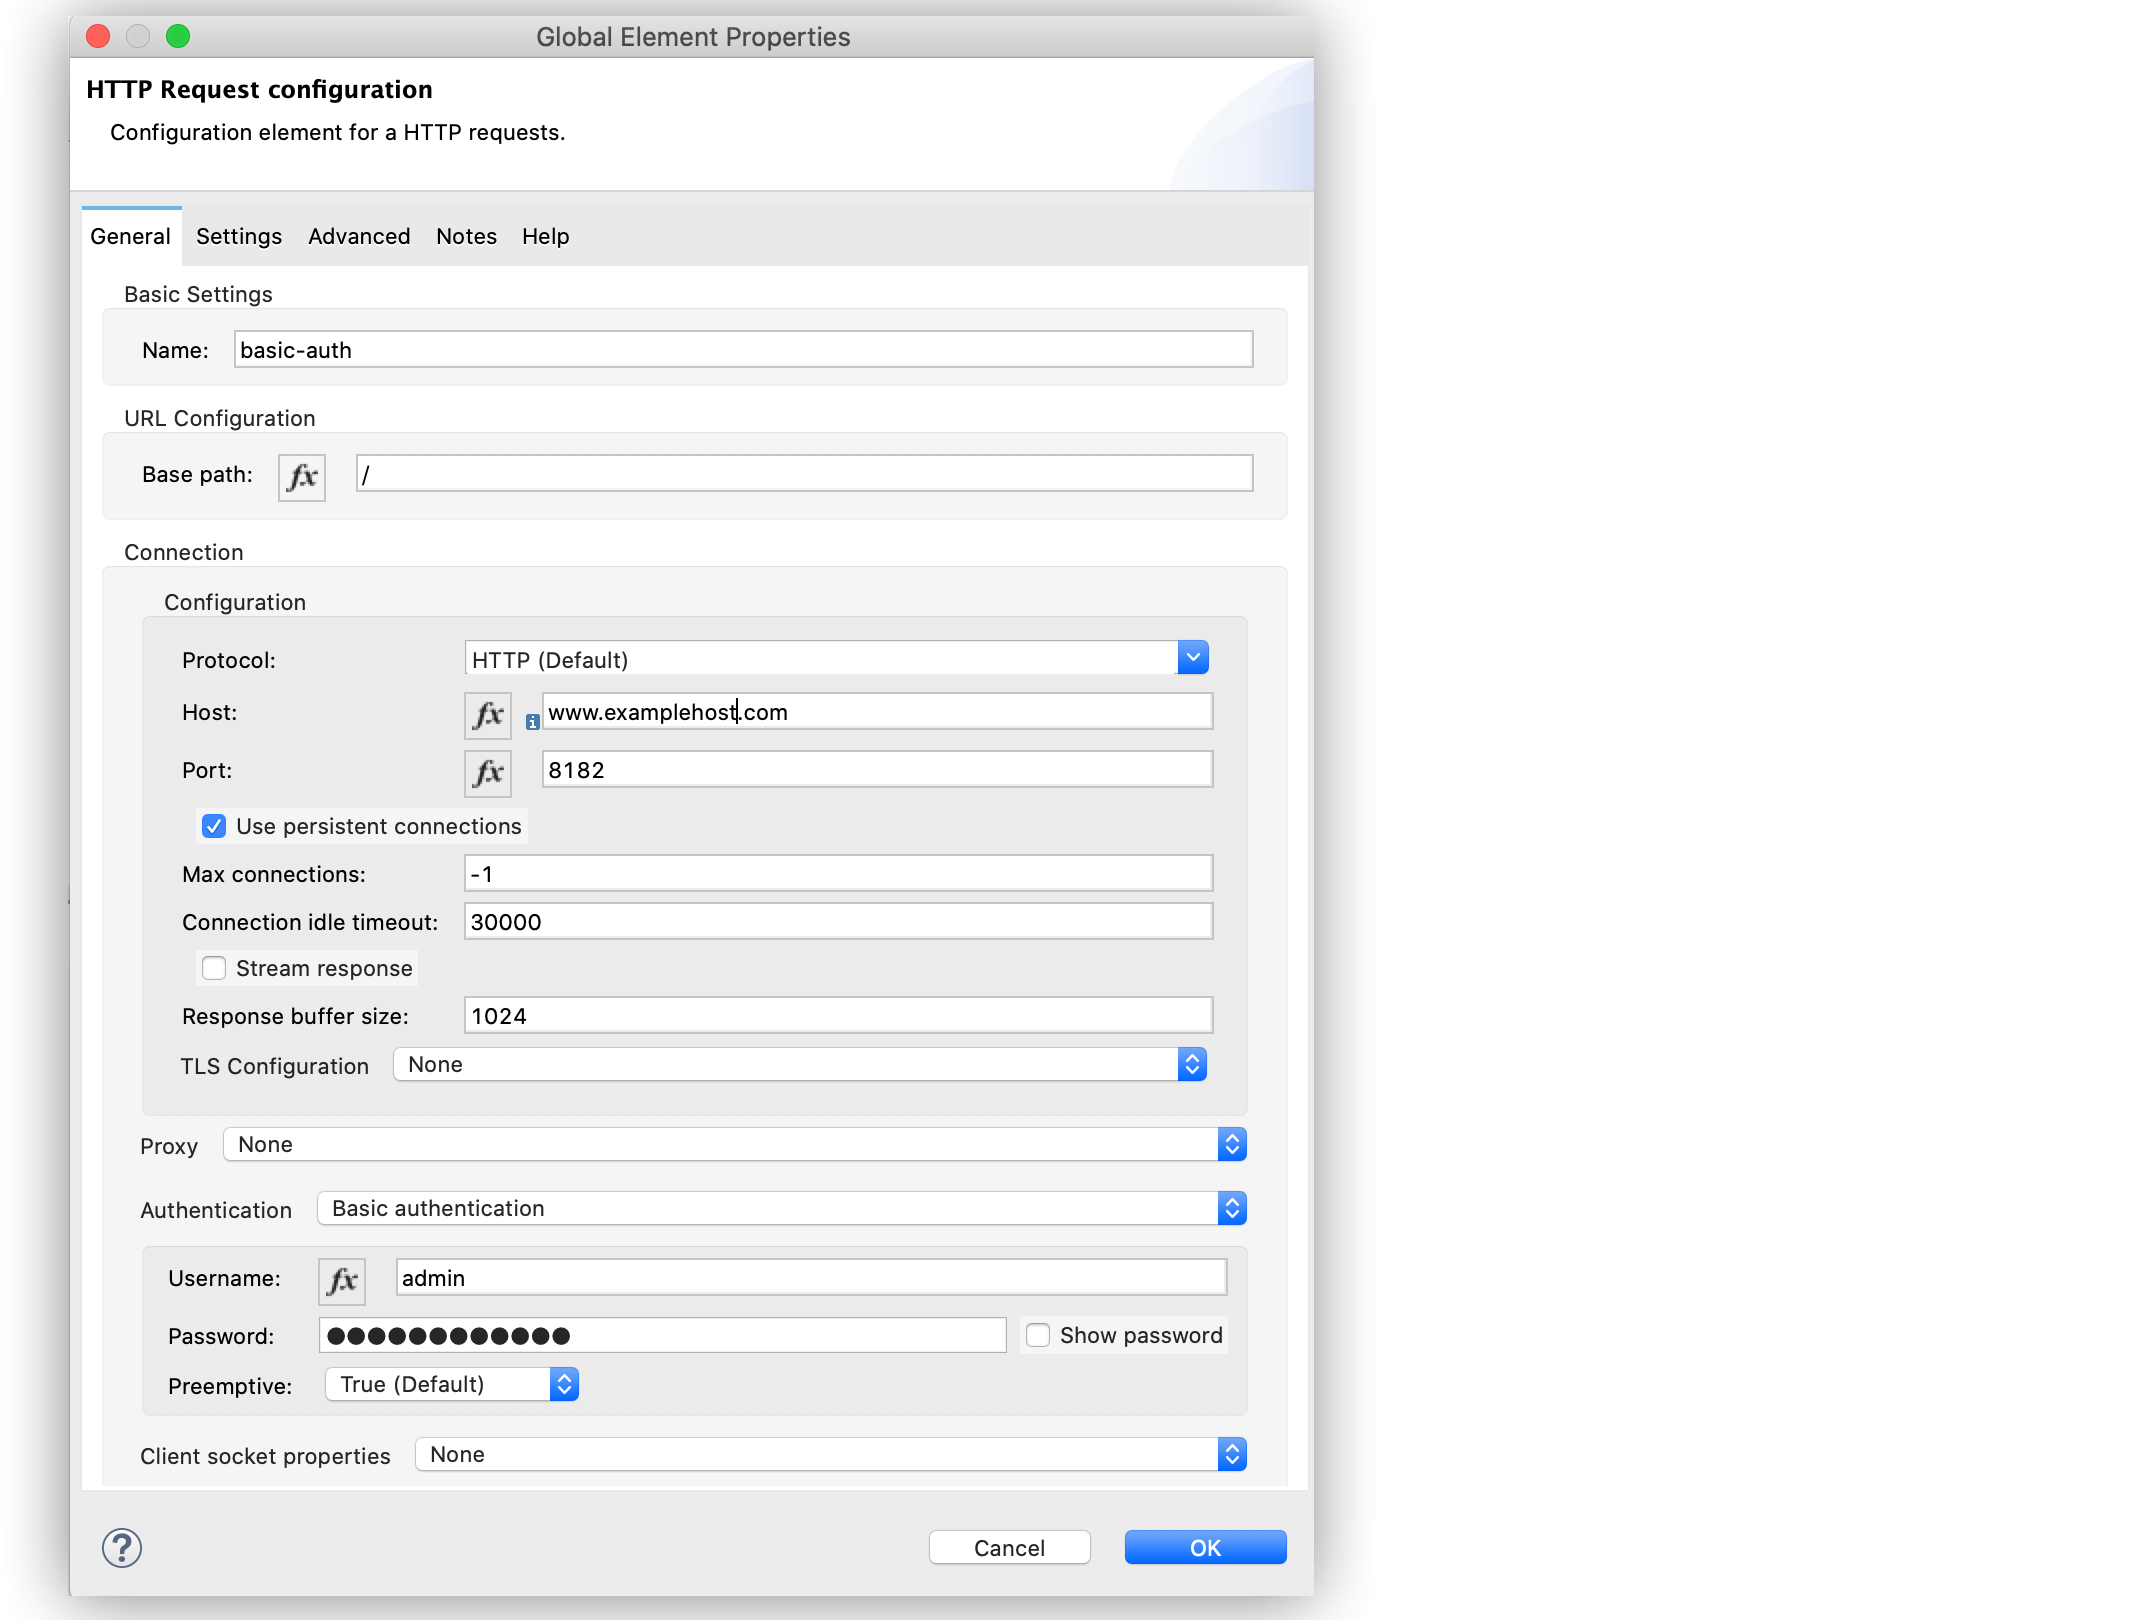 Global Element Properties
HTTP Request configuration
Configuration element for a HTTP requests.
General Settings Advanced Notes Help
Basic Settings
Name: basic-auth
URL Configuration
Base path: fx /
Connection
Configuration
Protocol: HTTP (Default)
Host: fx i www.examplehost.com
Port: fx 8182
Use persistent connections
Max connections: -1
Connection idle timeout: 30000
Stream response
Response buffer size: 1024
TLS Configuration None
Proxy None
Authentication Basic authentication
Username: fx admin
Password: ●●●●●●●●●●●● Show password
Preemptive: True (Default)
Client socket properties None
? Cancel OK